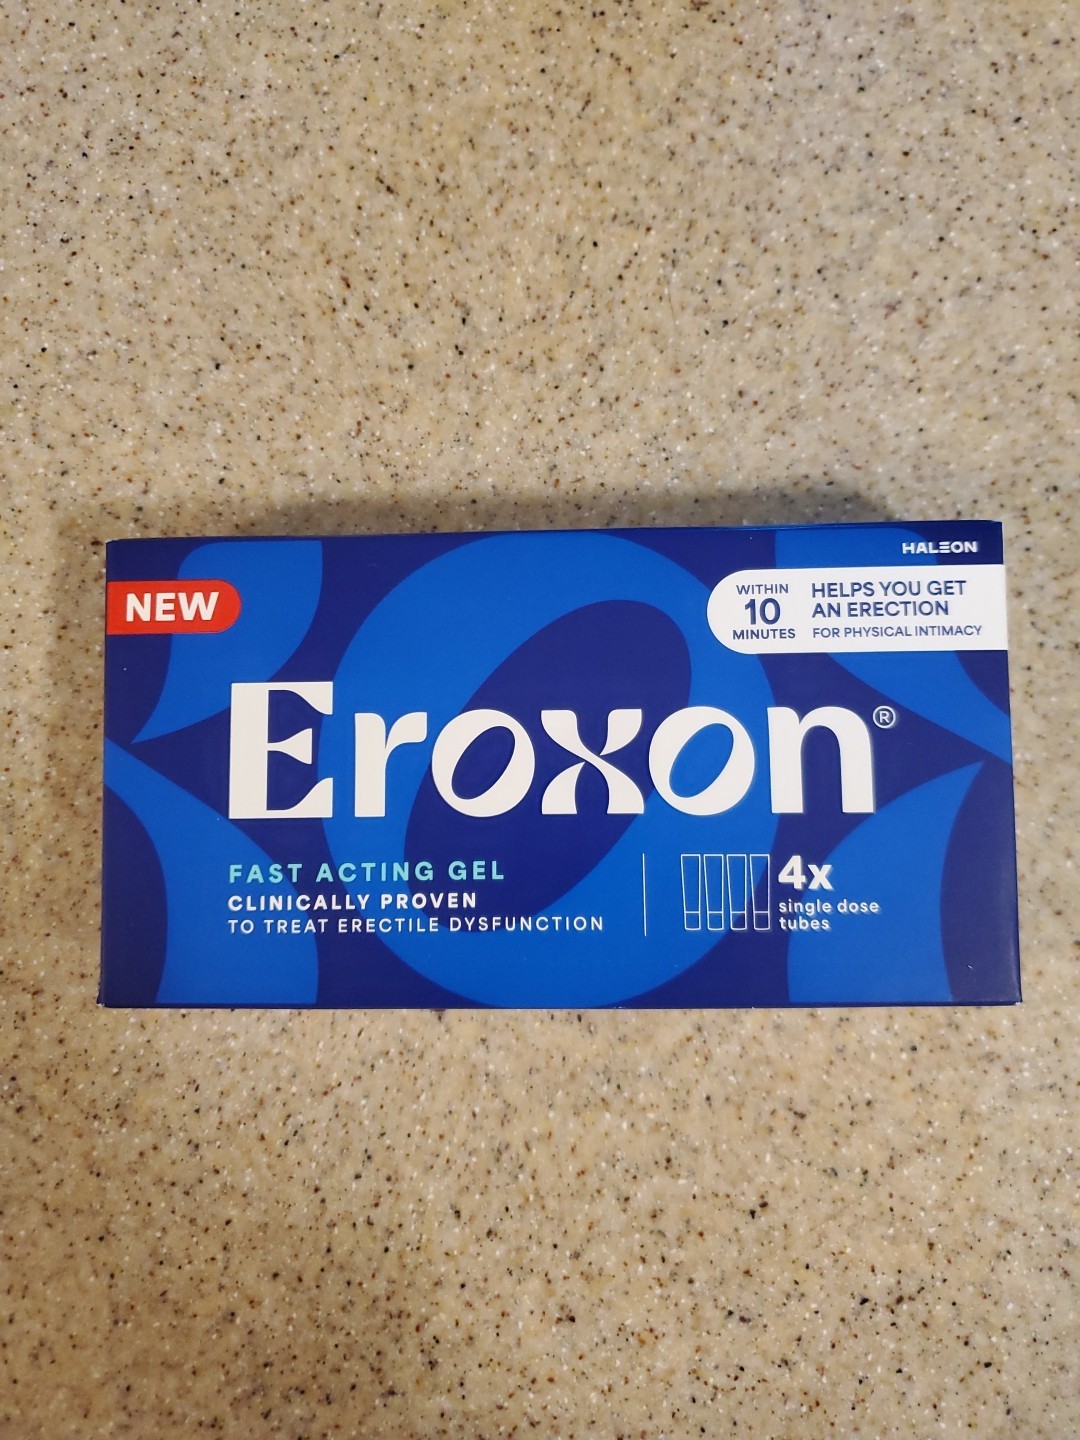 HALEON
NEW
WITHIN
10
MINUTES
HELPS YOU GET
AN ERECTION
FOR PHYSICAL INTIMACY
Eroxon®
FAST ACTING GEL
CLINICALLY PROVEN
TO TREAT ERECTILE DYSFUNCTION
4x
single dose
tubes